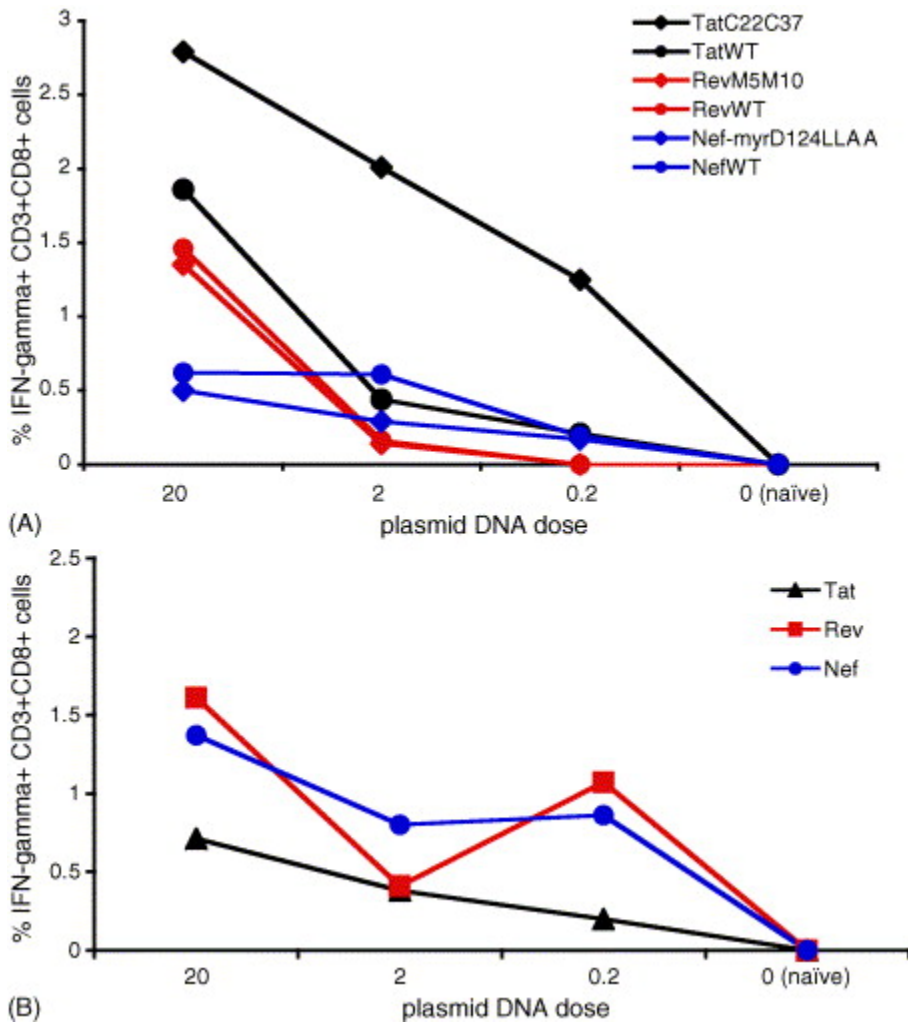 3
2.5
2
1.5
1
0.5
0
% IFN-gamma+ CD3+CD8+ cells
TatC22C37
TatWT
RevM5M10
RevWT
Nef-myrD124LLAA
NefWT
20 2 0.2 0 (naïve)
plasmid DNA dose
(A)
2.5
2
1.5
1
0.5
0
% IFN-gamma+ CD3+CD8+ cells
Tat
Rev
Nef
20 2 0.2 0 (naïve)
plasmid DNA dose
(B)